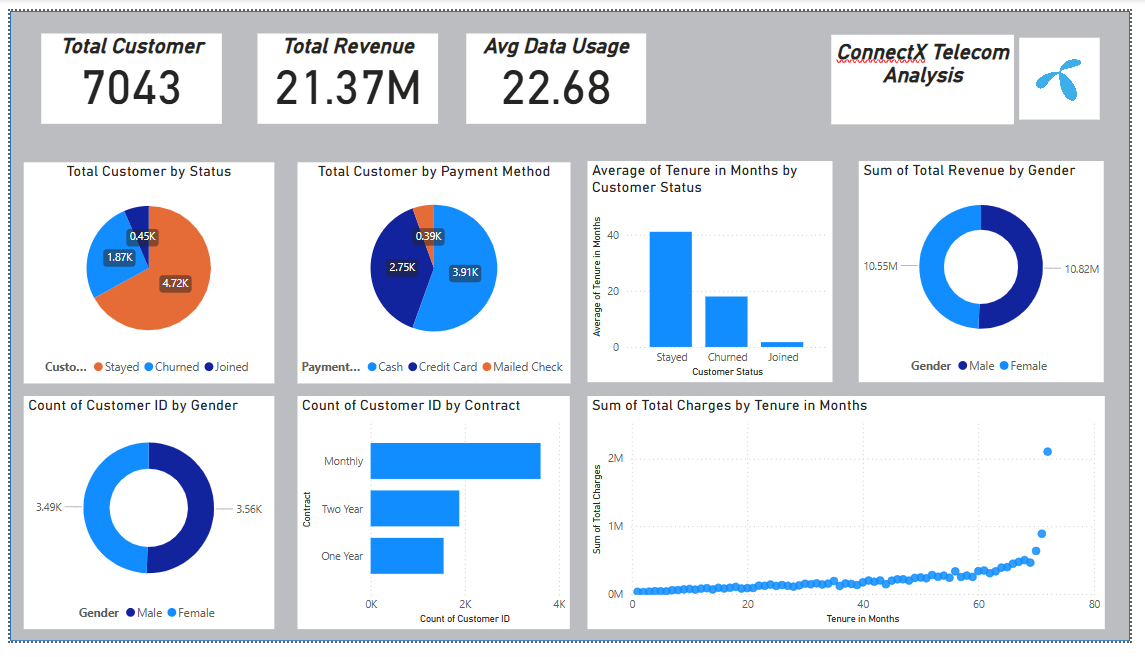 Total Customer
7043
Total Revenue
21.37M
Avg Data Usage
22.68
ConnectX Telecom
Analysis
Total Customer by Status
0.45K
1.87K
4.72K
Custo... Stayed Churned Joined
Total Customer by Payment Method
0.39K
2.75K
3.91K
Payment... Cash Credit Card Mailed Check
Average of Tenure in Months by
Customer Status
Average of Tenure in Months
40
20
0
Stayed Churned Joined
Customer Status
Sum of Total Revenue by Gender
10.55M
10.82M
Gender Male Female
Count of Customer ID by Gender
3.49K
3.56K
Gender Male Female
Count of Customer ID by Contract
Contract
Monthly
Two Year
One Year
0K 2K 4K
Count of Customer ID
Sum of Total Charges by Tenure in Months
Sum of Total Charges
2M
1M
0M
0 20 40 60 80
Tenure in Months